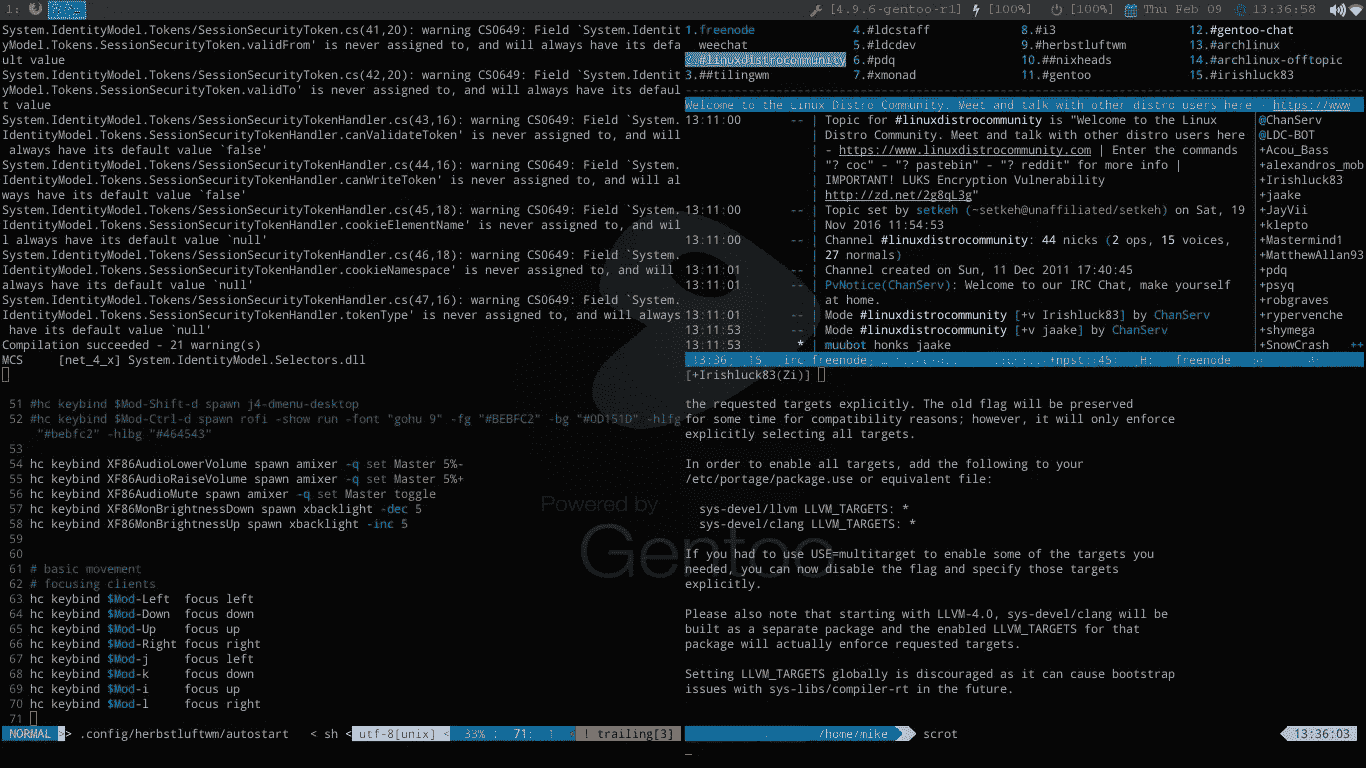 1:
[4.9.6-gentoo-r1] [100%] [100%] Thu Feb 09 13:36:58
System.IdentityModel.Tokens/SessionSecurityToken.cs(41,20): warning CS0649: Field `System.Identit
yModel.Tokens.SessionSecurityToken.validFrom' is never assigned to, and will always have its defa
ult value
System.IdentityModel.Tokens/SessionSecurityToken.cs(42,20): warning CS0649: Field `System.Identit
yModel.Tokens.SessionSecurityToken.validTo' is never assigned to, and will always have its defaul
t value
System.IdentityModel.Tokens/SessionSecurityTokenHandler.cs(43,16): warning CS0649: Field `System.
IdentityModel.Tokens.SessionSecurityTokenHandler.canValidateToken' is never assigned to, and will
always have its default value `false'
System.IdentityModel.Tokens/SessionSecurityTokenHandler.cs(44,16): warning CS0649: Field `System.
IdentityModel.Tokens.SessionSecurityTokenHandler.canWriteToken' is never assigned to, and will al
ways have its default value `false'
System.IdentityModel.Tokens/SessionSecurityTokenHandler.cs(45,18): warning CS0649: Field `System.
IdentityModel.Tokens.SessionSecurityTokenHandler.cookieElementName' is never assigned to, and wil
l always have its default value `null'
System.IdentityModel.Tokens/SessionSecurityTokenHandler.cs(46,18): warning CS0649: Field `System.
IdentityModel.Tokens.SessionSecurityTokenHandler.cookieNamespace' is never assigned to, and will
always have its default value `null'
System.IdentityModel.Tokens/SessionSecurityTokenHandler.cs(47,16): warning CS0649: Field `System.
IdentityModel.Tokens.SessionSecurityTokenHandler.tokenType' is never assigned to, and will always
have its default value `null'
Compilation succeeded - 21 warning(s)
MCS [net_4_x] System.IdentityModel.Selectors.dll
1.freenode 4.#ldcstaff 8.#i3 12.#gentoo-chat
weechat 5.#ldcdev 9.#herbstluftwm 13.#archlinux
2.#linuxdistrocommunity 6.#pdq 10.##nixheads 14.#archlinux-offtopic
3.##tilingwm 7.#xmonad 11.#gentoo 15.#irishluck83
Welcome to the Linux Distro Community. Meet and talk with other distro users here - https://www
13:11:00 -- | Topic for #linuxdistrocommunity is "Welcome to the Linux
| Distro Community. Meet and talk with other distro users here
| - https://www.linuxdistrocommunity.com | Enter the commands
| "? coc" - "? pastebin" - "? reddit" for more info |
| IMPORTANT! LUKS Encryption Vulnerability
| http://zd.net/2g8qL3g"
13:11:00 -- | Topic set by setkeh (~setkeh@unaffiliated/setkeh) on Sat, 19
| Nov 2016 11:54:53
13:11:00 -- | Channel #linuxdistrocommunity: 44 nicks (2 ops, 15 voices,
| 27 normals)
13:11:01 -- | Channel created on Sun, 11 Dec 2011 17:40:45
13:11:01 -- | PvNotice(ChanServ): Welcome to our IRC Chat, make yourself
| at home.
13:11:01 -- | Mode #linuxdistrocommunity [+v Irishluck83] by ChanServ
13:11:53 -- | Mode #linuxdistrocommunity [+v jaake] by ChanServ
13:11:53 * | muubot honks jaake
@ChanServ
@LDC-BOT
+Acou_Bass
+alexandros_mob
+Irishluck83
+jaake
+JayVii
+klepto
+Mastermind1
+MatthewAllan93
+pdq
+psyq
+robgraves
+rypervenche
+shymega
+SnowCrash ++
[+Irishluck83(Zi)]
51 #hc keybind $Mod-Shift-d spawn j4-dmenu-desktop
52 #hc keybind $Mod-Ctrl-d spawn rofi -show run -font "gohu 9" -fg "#BEBFC2" -bg "#0D151D" -hlfg
"#bebfc2" -hlbg "#464543"
53
54 hc keybind XF86AudioLowerVolume spawn amixer -q set Master 5%-
55 hc keybind XF86AudioRaiseVolume spawn amixer -q set Master 5%+
56 hc keybind XF86AudioMute spawn amixer -q set Master toggle
57 hc keybind XF86MonBrightnessDown spawn xbacklight -dec 5
58 hc keybind XF86MonBrightnessUp spawn xbacklight -inc 5
59
60
61 # basic movement
62 # focusing clients
63 hc keybind $Mod-Left focus left
64 hc keybind $Mod-Down focus down
65 hc keybind $Mod-Up focus up
66 hc keybind $Mod-Right focus right
67 hc keybind $Mod-j focus left
68 hc keybind $Mod-k focus down
69 hc keybind $Mod-i focus up
70 hc keybind $Mod-l focus right
71
NORMAL >> .config/herbstluftwm/autostart < sh < utf-8[unix] < 33% : 71: 1 < ! trailing[3]
Powered by
Gentoo
the requested targets explicitly. The old flag will be preserved
for some time for compatibility reasons; however, it will only enforce
explicitly selecting all targets.
In order to enable all targets, add the following to your
/etc/portage/package.use or equivalent file:
sys-devel/llvm LLVM_TARGETS: *
sys-devel/clang LLVM_TARGETS: *
If you had to use USE=multitarget to enable some of the targets you
needed, you can now disable the flag and specify those targets
explicitly.
Please also note that starting with LLVM-4.0, sys-devel/clang will be
built as a separate package and the enabled LLVM_TARGETS for that
package will actually enforce requested targets.
Setting LLVM_TARGETS globally is discouraged as it can cause bootstrap
issues with sys-libs/compiler-rt in the future.
/home/mike scrot 13:36:03